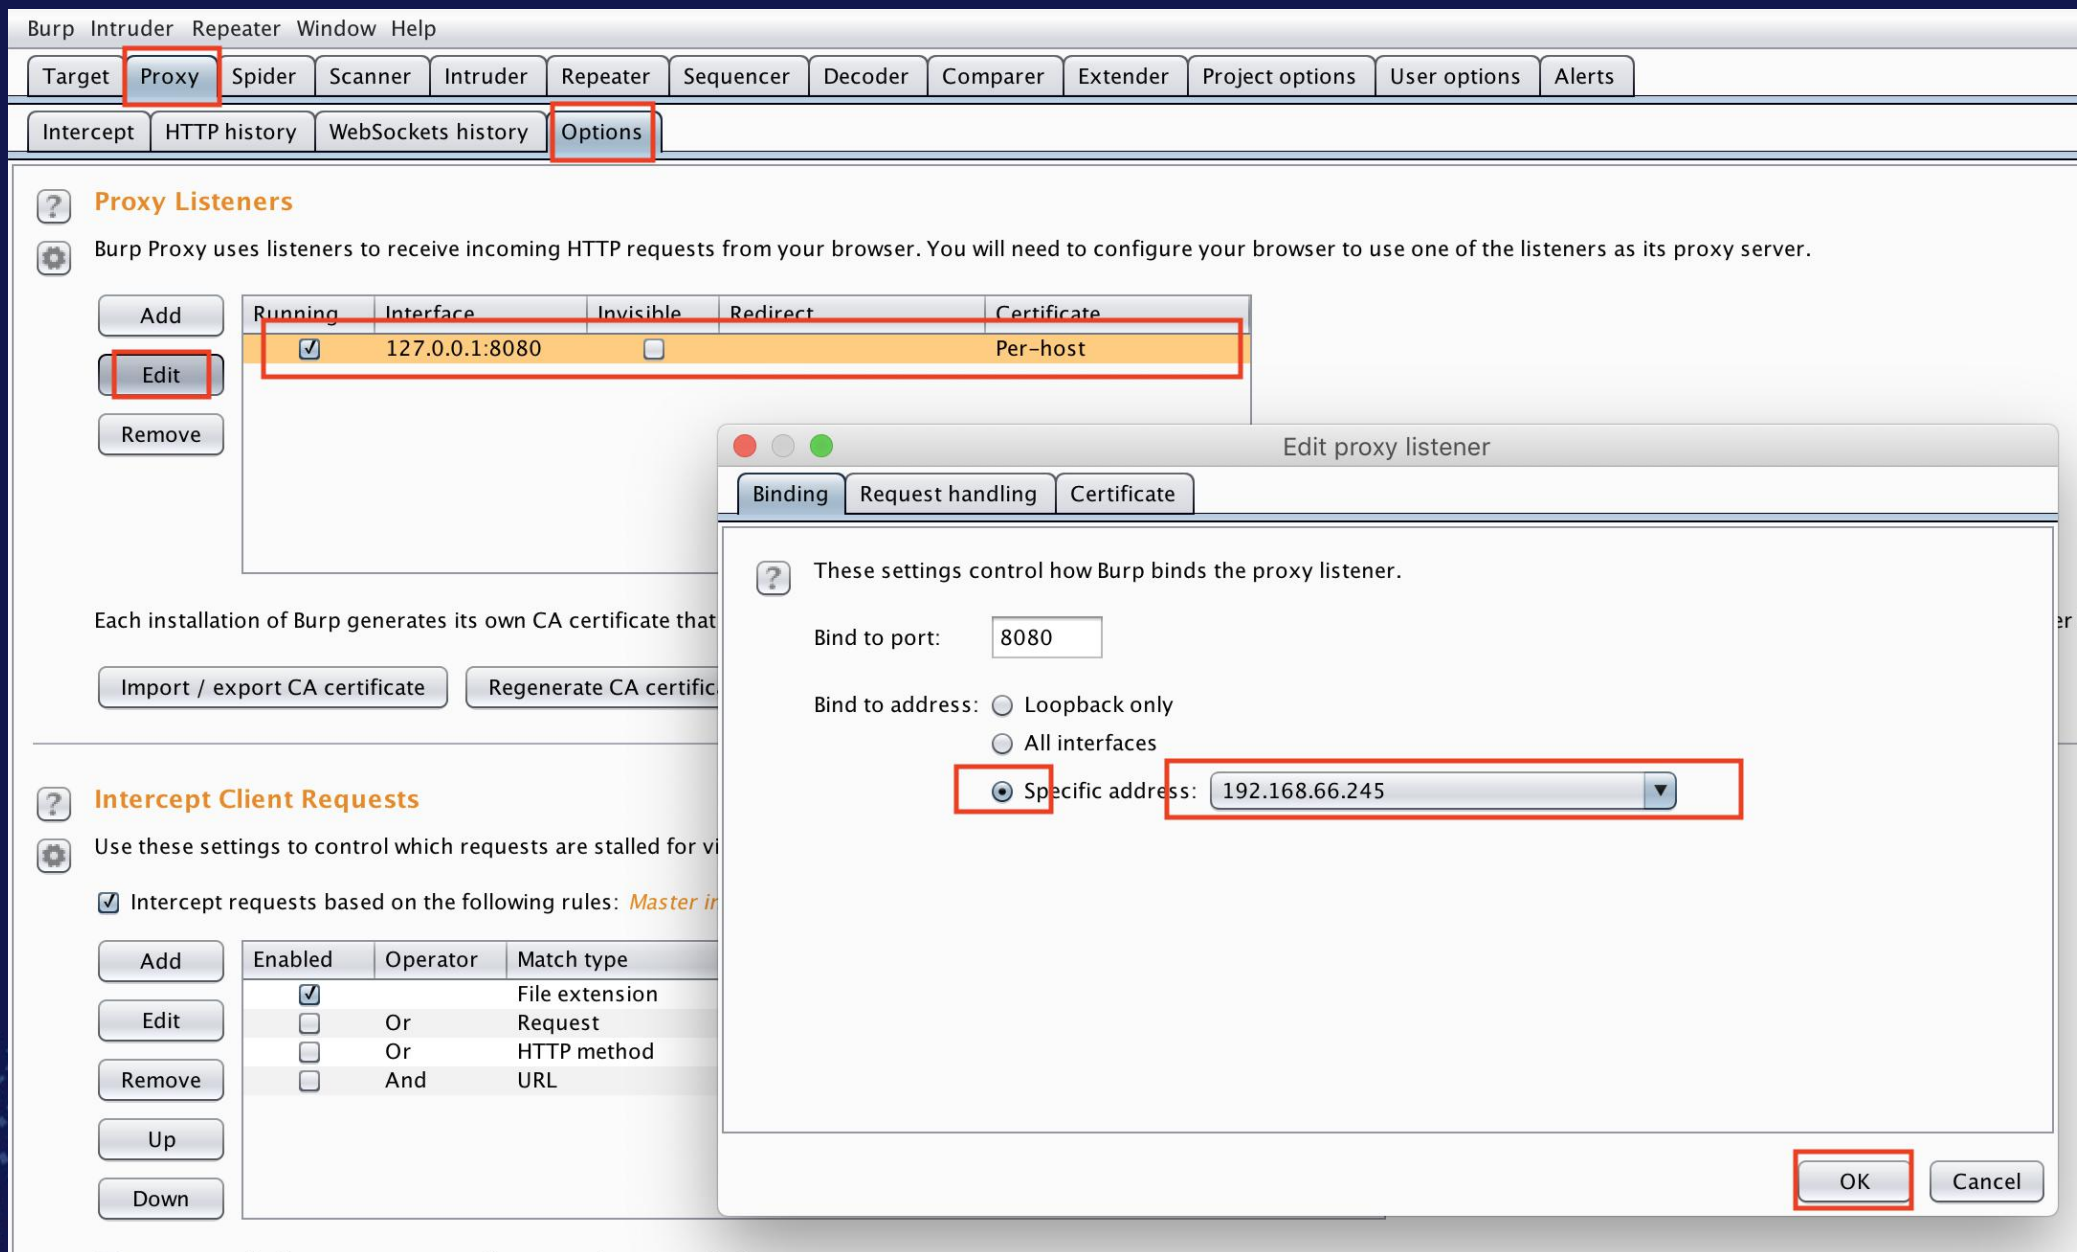 Burp Intruder Repeater Window Help
Target Proxy Spider Scanner Intruder Repeater Sequencer Decoder Comparer Extender Project options User options Alerts
Intercept HTTP history WebSockets history Options
Proxy Listeners
Burp Proxy uses listeners to receive incoming HTTP requests from your browser. You will need to configure your browser to use one of the listeners as its proxy server.
Add Running Interface Invisible Redirect Certificate
127.0.0.1:8080 Per-host
Edit
Remove
Edit proxy listener
Binding Request handling Certificate
These settings control how Burp binds the proxy listener.
Bind to port: 8080
Bind to address: Loopback only
All interfaces
Specific address: 192.168.66.245
OK Cancel
Each installation of Burp generates its own CA certificate that
Import / export CA certificate Regenerate CA
Intercept Client Requests
Use these settings to control which requests are stalled for
Intercept requests based on the following rules: Master
Add Enabled Operator Match type
File extension
Edit Or Request
Or HTTP method
Remove And URL
Up
Down